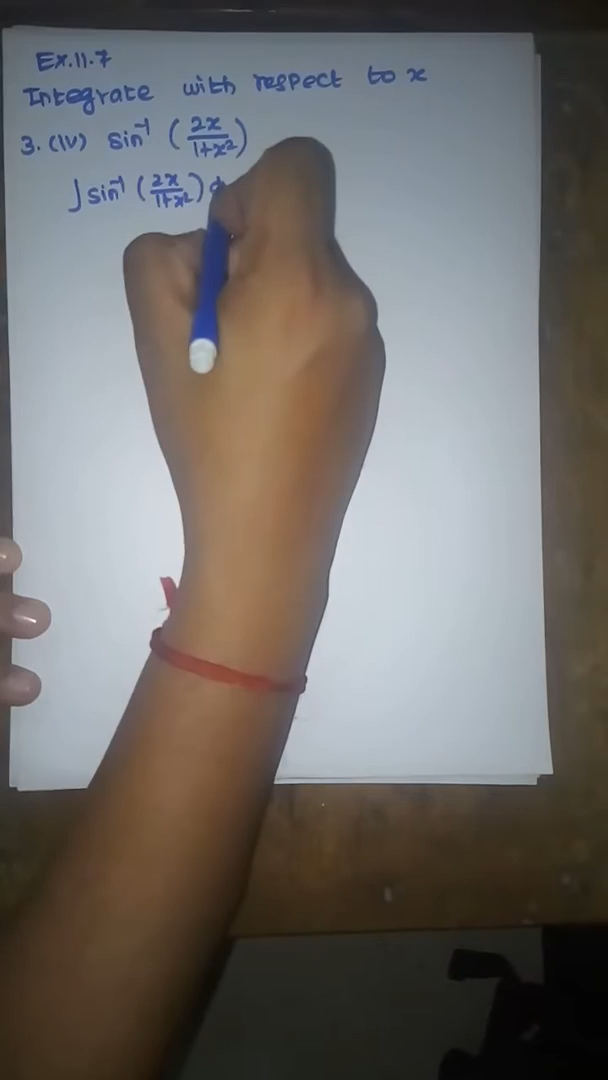 Ex.11.7
Integrate with respect to x
3. (iv) sin⁻¹ (2x/1+x²)
∫ sin⁻¹ (2x/1+x²) d